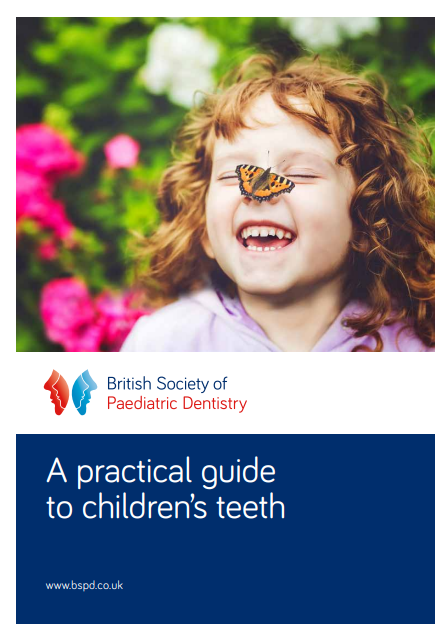 British Society of
Paediatric Dentistry
A practical guide
to children's teeth
www.bspd.co.uk